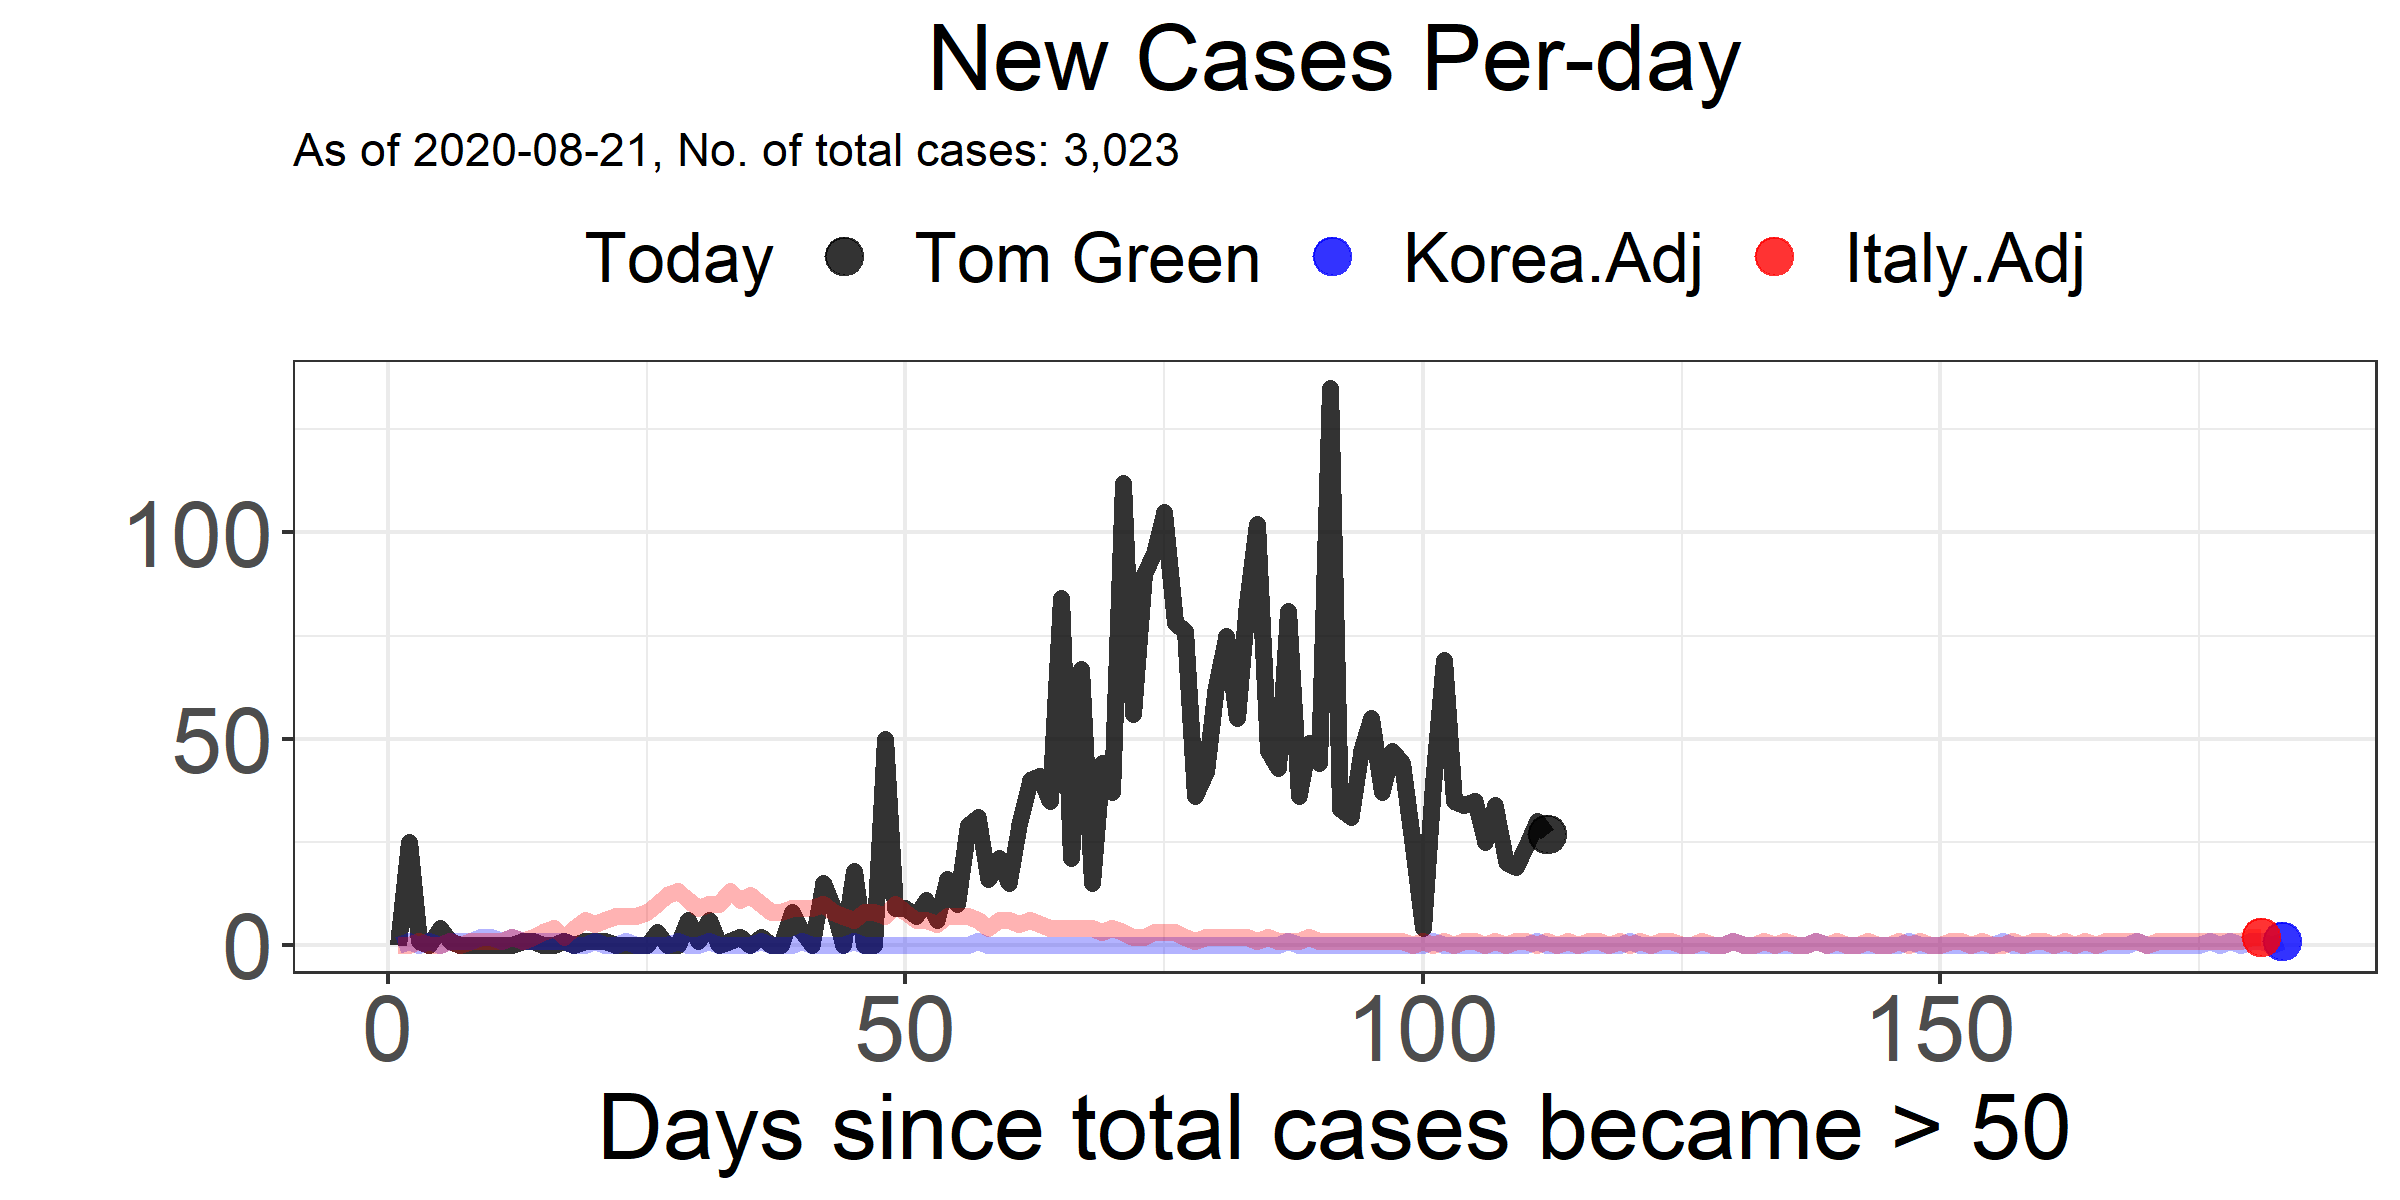 New Cases Per-day
As of 2020-08-21, No. of total cases: 3,023
Today Tom Green Korea.Adj Italy.Adj
100
50
0
0 50 100 150
Days since total cases became > 50